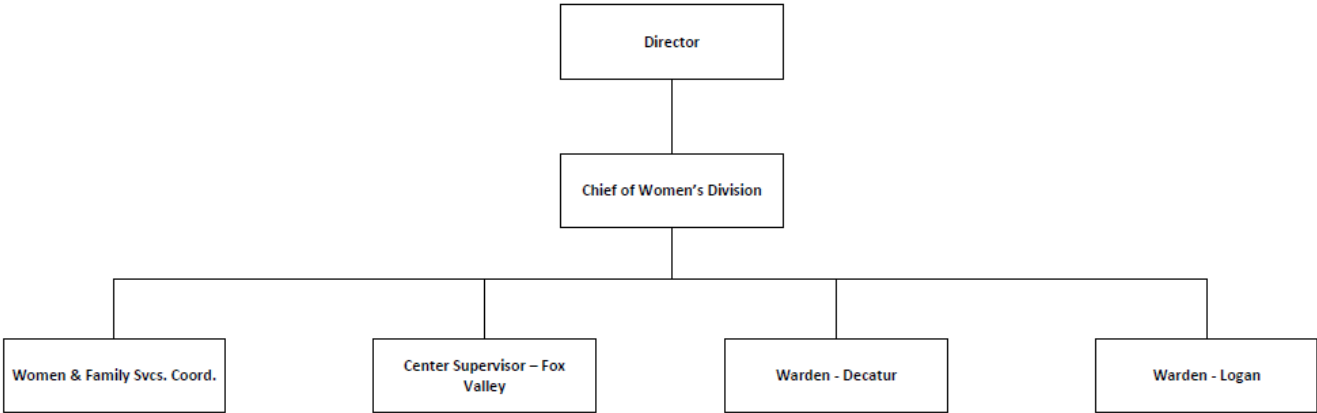 Director
Chief of Women’s Division
Women & Family Svcs. Coord.
Center Supervisor – Fox
Valley
Warden - Decatur
Warden - Logan